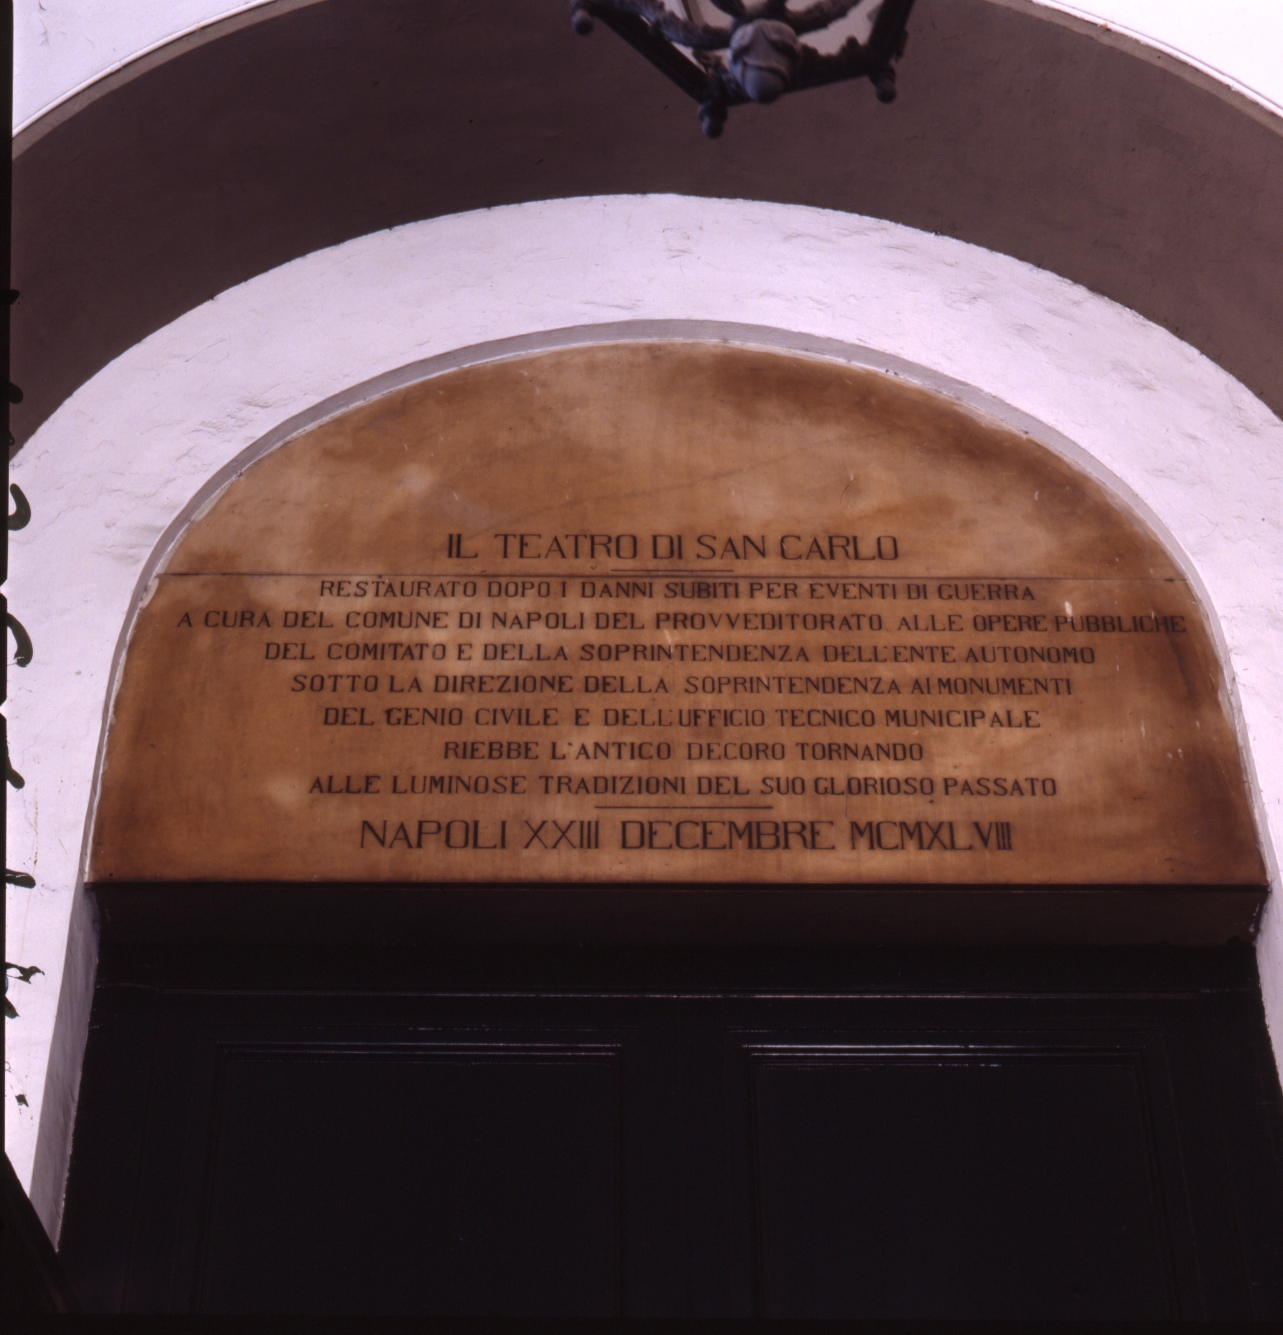 IL TEATRO DI SAN CARLO
RESTAURATO DOPO I DANNI SUBITI PER EVENTI DI GUERRA
A CURA DEL COMUNE DI NAPOLI DEL PROVVEDITORATO ALLE OPERE PUBBLICHE
DEL COMITATO E DELLA SOPRINTENDENZA DELL'ENTE AUTONOMO
SOTTO LA DIREZIONE DELLA SOPRINTENDENZA AI MONUMENTI
DEL GENIO CIVILE E DELL'UFFICIO TECNICO MUNICIPALE
RIEBBE L'ANTICO DECORO TORNANDO
ALLE LUMINOSE TRADIZIONI DEL SUO GLORIOSO PASSATO
NAPOLI XXIII DECEMBRE MCMXLVIII